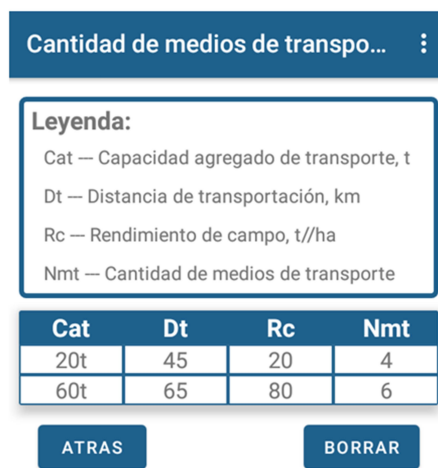 Cantidad de medios de transpo...
Leyenda:
Cat --- Capacidad agregado de transporte, t
Dt --- Distancia de transportación, km
Rc --- Rendimiento de campo, t//ha
Nmt --- Cantidad de medios de transporte
Cat Dt Rc Nmt
20t 45 20 4
60t 65 80 6
ATRAS BORRAR